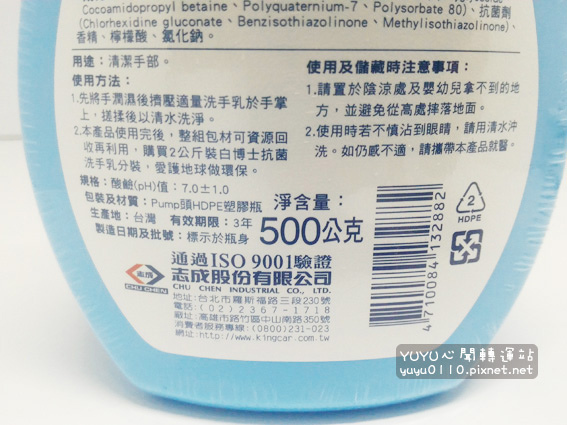 Cocoamidopropyl betaine、Polyquaternium-7、Polysorbate 80)、抗菌劑
(Chlorhexidine gluconate、Benzisothiazolinone、Methylisothiazolinone)、
香精、檸檬酸、氯化鈉。
用途：清潔手部。
使用方法：
1.先將手潤濕後擠壓適量洗手乳於手掌
上，搓揉後以清水洗淨。
2.本產品使用完後，整組包材可資源回
收再利用，購買2公斤裝白博士抗菌
洗手乳分裝，愛護地球做環保。
規格：酸鹼(pH)值：7.0±1.0
包裝及材質：Pump頭HDPE塑膠瓶
生產地：台灣 有效期限：3年
製造日期及批號：標示於瓶身
使用及儲藏時注意事項：
1.請置於陰涼處及嬰幼兒拿不到的地
方，並避免從高處摔落地面。
2.使用時若不慎沾到眼睛，請用清水沖
洗。如仍感不適，請攜帶本產品就醫。
淨含量：
500公克
4710084132882
2
HDPE
通過ISO 9001驗證
志成股份有限公司
CHU CHEN INDUSTRIAL CO., LTD.
志成
CHU CHEN
地址：台北市羅斯福路三段230號
電話：(02)2367-1718
廠址：高雄市路竹區中山南路350號
消費者服務專線：(0800)231-023
網址：http://www.kingcar.com.tw
YUYU心聞轉運站
yuyu0110.pixnet.net